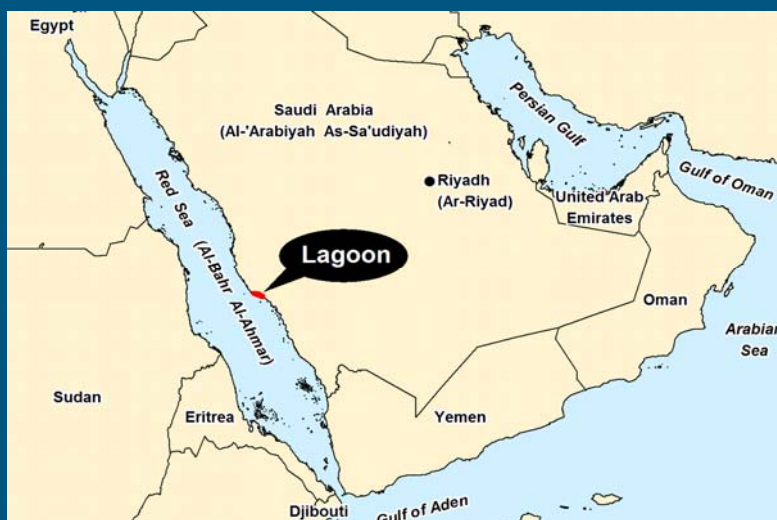 Egypt
Saudi Arabia
(Al-'Arabiyah As-Sa'udiyah)
Persian Gulf
Riyadh
(Ar-Riyad)
Gulf of Oman
United Arab
Emirates
Red Sea (Al-Bahr Al-Ahmar)
Lagoon
Oman
Arabian
Sea
Sudan
Eritrea
Yemen
Djibouti
Gulf of Aden